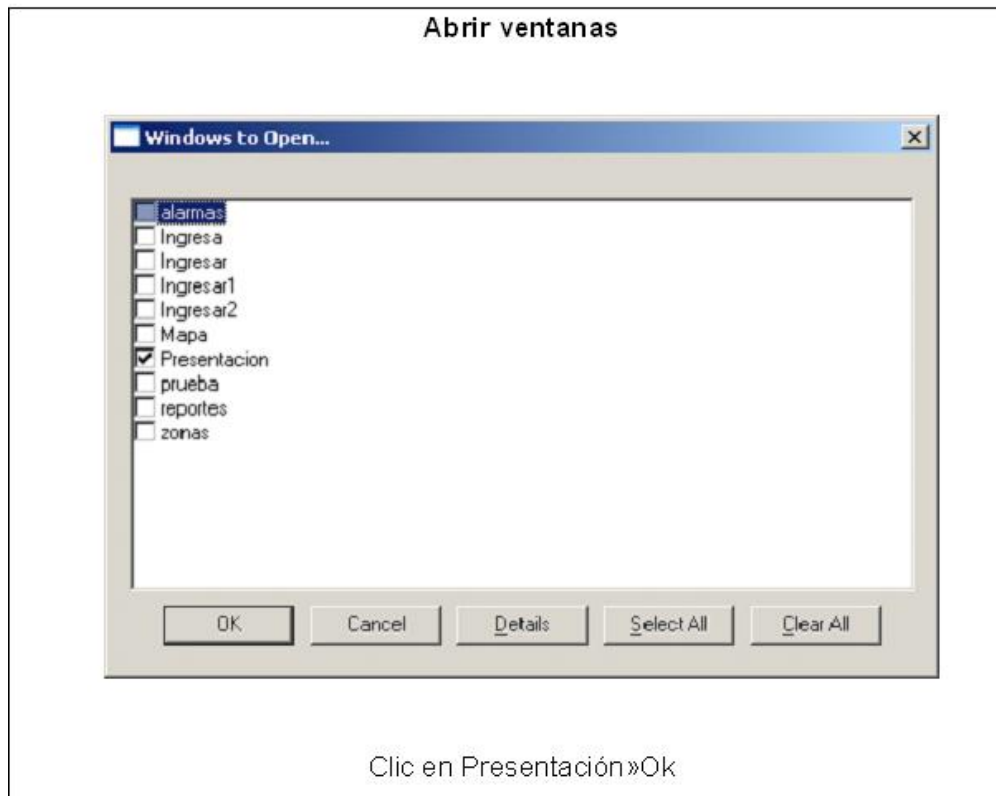 Abrir ventanas
Windows to Open...
alarmas
Ingresa
Ingresar
Ingresar1
Ingresar2
Mapa
Presentacion
prueba
reportes
zonas
OK Cancel Details Select All Clear All
Clic en Presentación»Ok